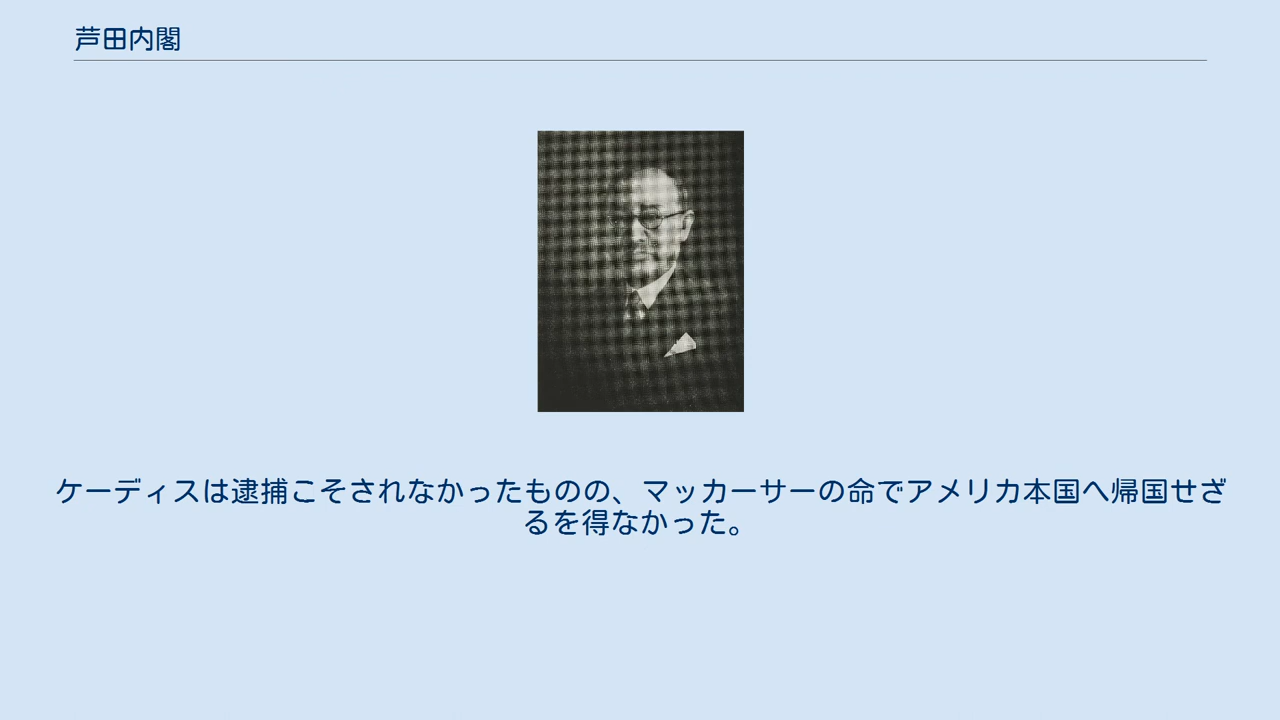 芦田内閣
ケーディスは逮捕こそされなかったものの、マッカーサーの命でアメリカ本国へ帰国せざ
るを得なかった。